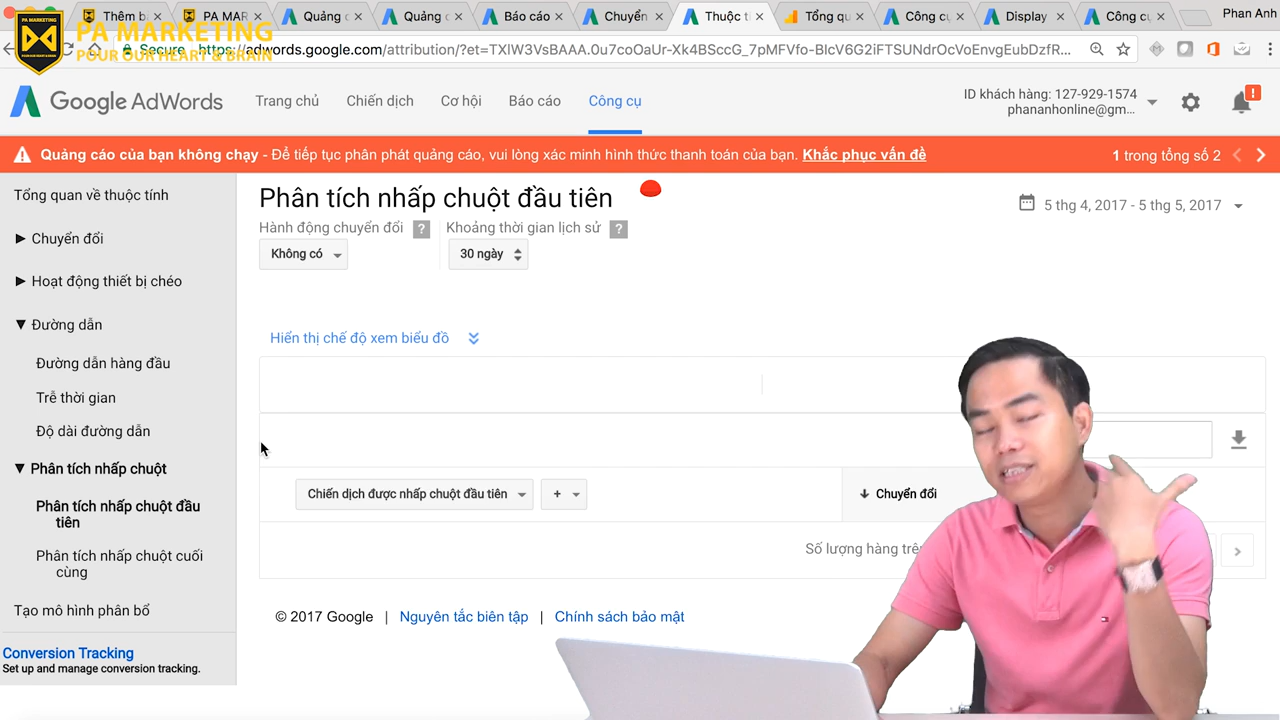 Thêm b
PA MAR
Quảng c
Quảng
Báo cáo
Chuyển
Thuộc t
Tổng qu
Công cụ
Display
Công cụ
Phan Anh
PA MARKETING
POUR OUR HEART & BRAIN
Secure
https://adwords.google.com/attribution
Google AdWords
Trang chủ
Chiến dịch
Cơ hội
Báo cáo
Công cụ
ID khách hàng: 127-929-1574
phananhonline@gm...
!
Quảng cáo của bạn không chạy - Để tiếp tục phân phát quảng cáo, vui lòng xác minh hình thức thanh toán của bạn. Khắc phục vấn đề
1 trong tổng số 2
Tổng quan về thuộc tính
Chuyển đổi
Hoạt động thiết bị chéo
Đường dẫn
Đường dẫn hàng đầu
Trễ thời gian
Độ dài đường dẫn
Phân tích nhấp chuột
Phân tích nhấp chuột đầu
tiên
Phân tích nhấp chuột cuối
cùng
Tạo mô hình phân bổ
Conversion Tracking
Set up and manage conversion tracking.
Phân tích nhấp chuột đầu tiên
5 thg 4, 2017 - 5 thg 5, 2017
Hành động chuyển đổi ?
Khoảng thời gian lịch sử ?
Không có
30 ngày
Hiển thị chế độ xem biểu đồ
Chiến dịch được nhấp chuột đầu tiên
+
Chuyển đổi
Số lượng hàng
© 2017 Google | Nguyên tắc biên tập | Chính sách bảo mật